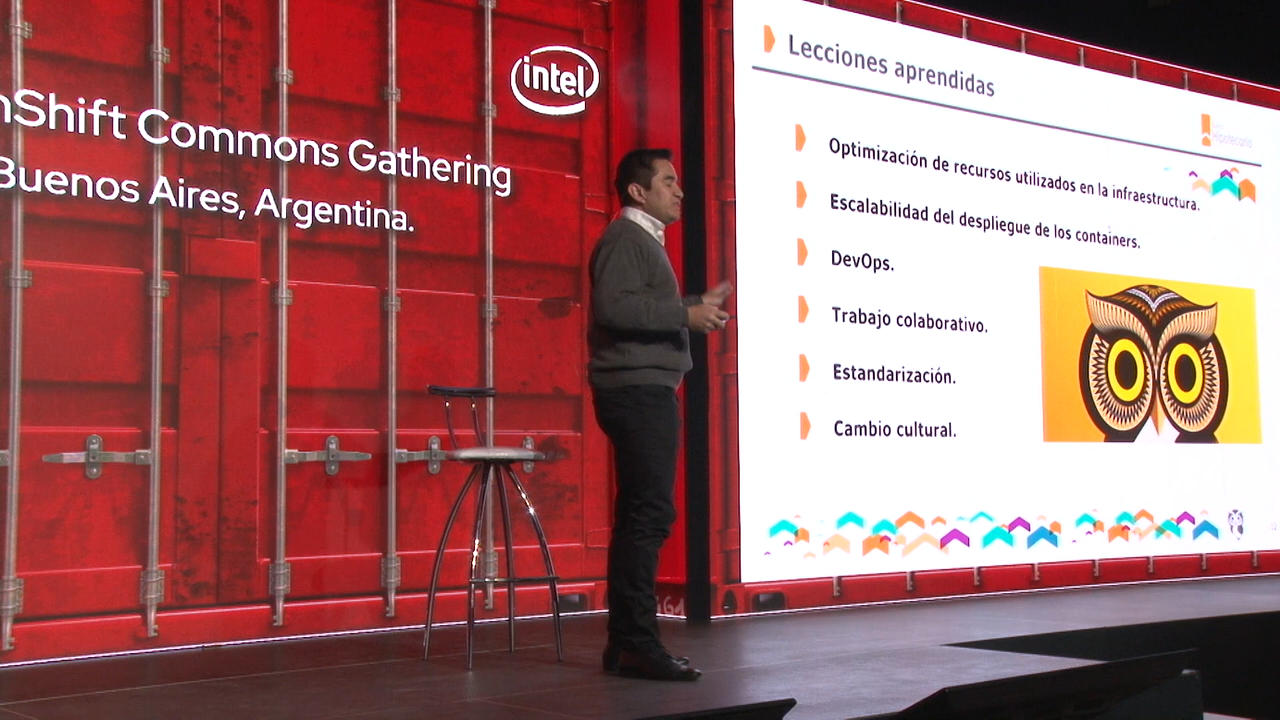 nShift Commons Gathering
Buenos Aires, Argentina.
intel
Lecciones aprendidas
Hipotecario
Optimización de recursos utilizados en la infraestructura.
Escalabilidad del despliegue de los containers.
DevOps.
Trabajo colaborativo.
Estandarización.
Cambio cultural.